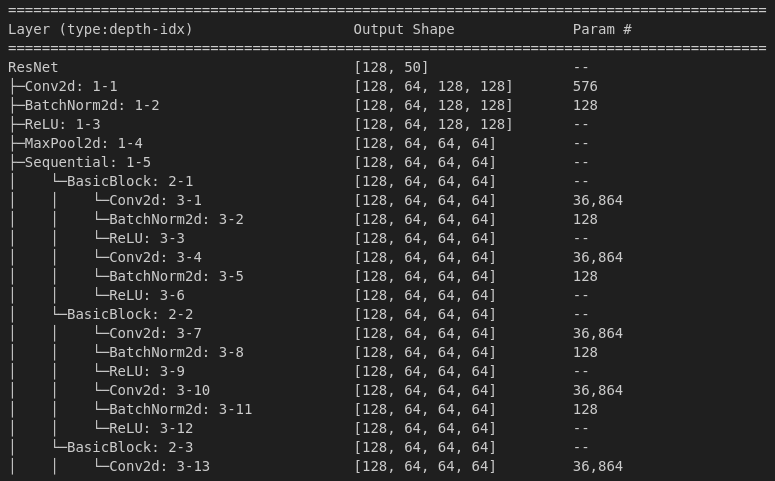 ==========================================================================================
Layer (type:depth-idx)                   Output Shape              Param #
==========================================================================================
ResNet                                   [128, 50]                 --
├─Conv2d: 1-1                            [128, 64, 128, 128]       576
├─BatchNorm2d: 1-2                       [128, 64, 128, 128]       128
├─ReLU: 1-3                              [128, 64, 128, 128]       --
├─MaxPool2d: 1-4                         [128, 64, 64, 64]         --
├─Sequential: 1-5                        [128, 64, 64, 64]         --
│    └─BasicBlock: 2-1                   [128, 64, 64, 64]         --
│    │    └─Conv2d: 3-1                  [128, 64, 64, 64]         36,864
│    │    └─BatchNorm2d: 3-2             [128, 64, 64, 64]         128
│    │    └─ReLU: 3-3                    [128, 64, 64, 64]         --
│    │    └─Conv2d: 3-4                  [128, 64, 64, 64]         36,864
│    │    └─BatchNorm2d: 3-5             [128, 64, 64, 64]         128
│    │    └─ReLU: 3-6                    [128, 64, 64, 64]         --
│    └─BasicBlock: 2-2                   [128, 64, 64, 64]         --
│    │    └─Conv2d: 3-7                  [128, 64, 64, 64]         36,864
│    │    └─BatchNorm2d: 3-8             [128, 64, 64, 64]         128
│    │    └─ReLU: 3-9                    [128, 64, 64, 64]         --
│    │    └─Conv2d: 3-10                 [128, 64, 64, 64]         36,864
│    │    └─BatchNorm2d: 3-11            [128, 64, 64, 64]         128
│    │    └─ReLU: 3-12                   [128, 64, 64, 64]         --
│    └─BasicBlock: 2-3                   [128, 64, 64, 64]         --
│    │    └─Conv2d: 3-13                 [128, 64, 64, 64]         36,864